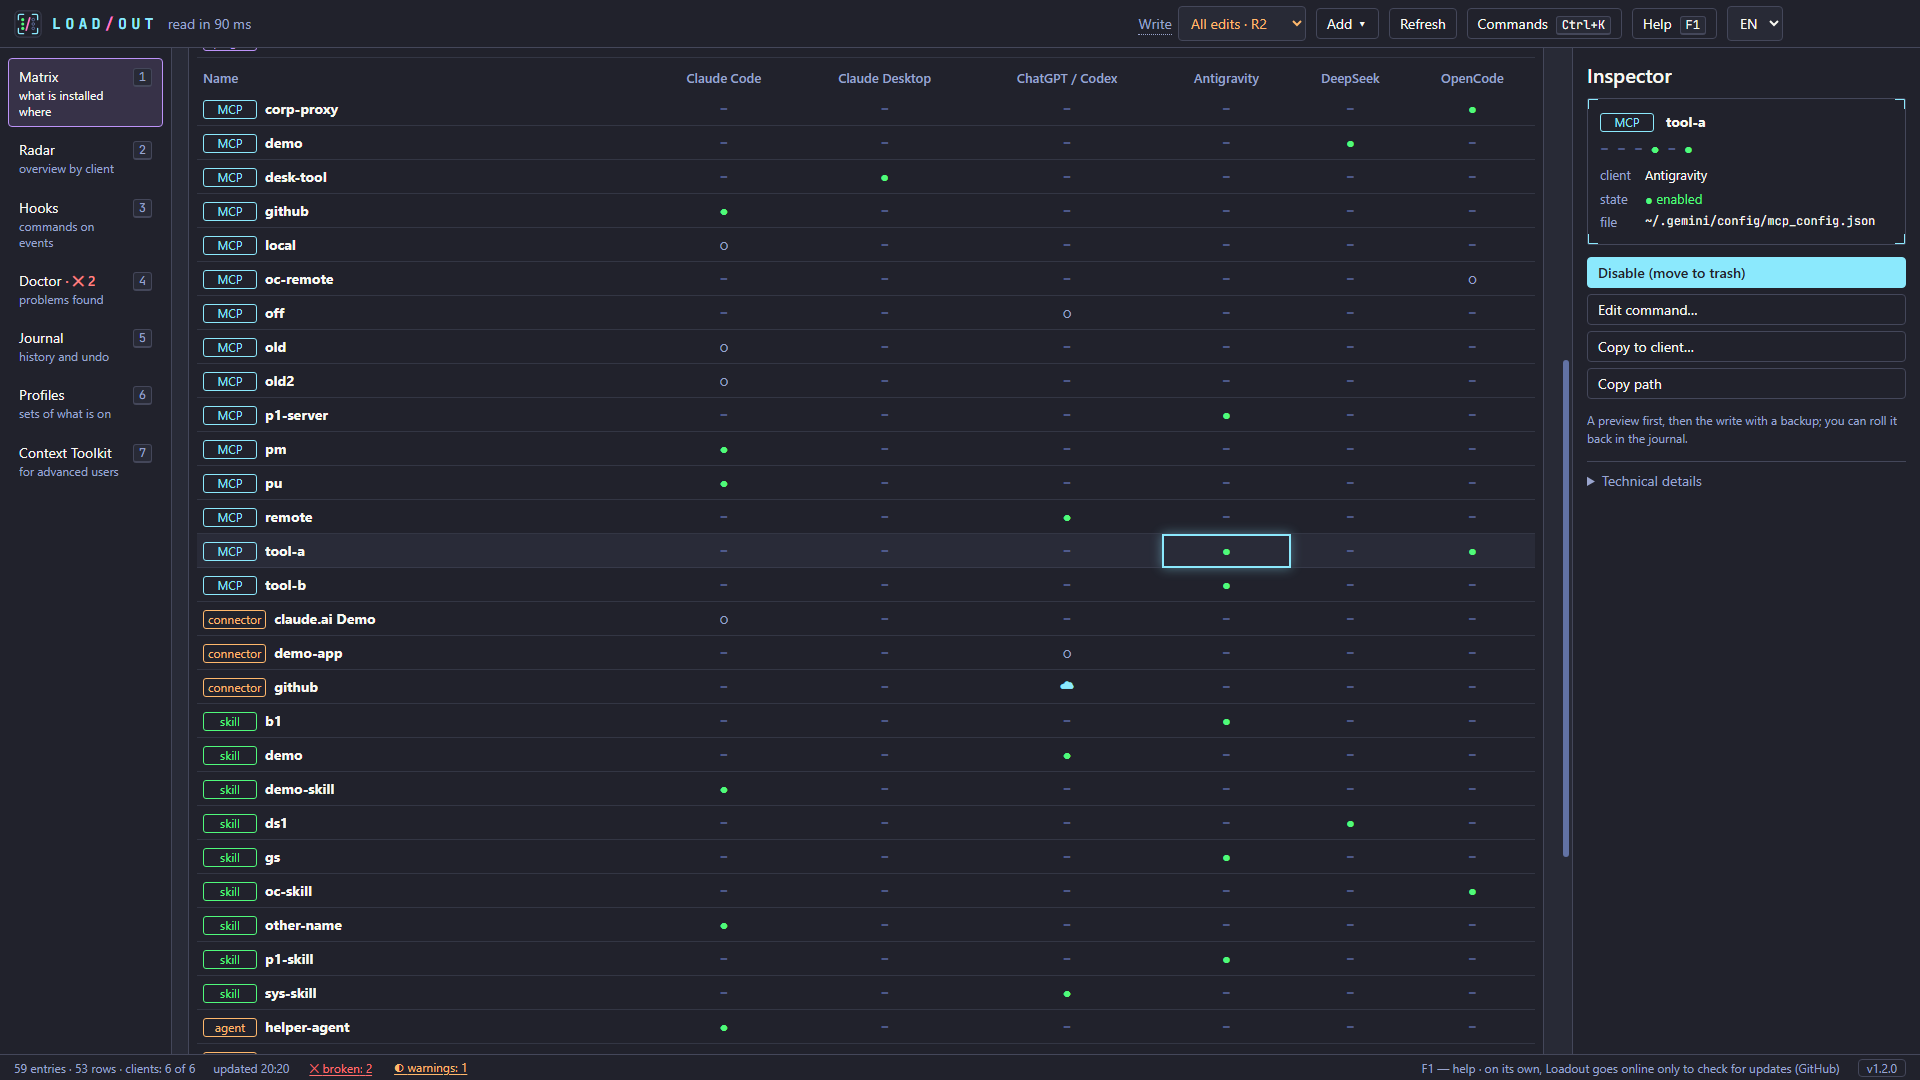 LOAD/OUT read in 90 ms Write All edits · R2 Add ▾ Refresh Commands Ctrl+K Help F1 EN
Matrix 1
what is installed
where
Radar 2
overview by client
Hooks 3
commands on
events
Doctor · ✕ 2 4
problems found
Journal 5
history and undo
Profiles 6
sets of what is on
Context Toolkit 7
for advanced users
Name Claude Code Claude Desktop ChatGPT / Codex Antigravity DeepSeek OpenCode
MCP corp-proxy – – – – – ●
MCP demo – – – – ● –
MCP desk-tool – ● – – – –
MCP github ● – – – – –
MCP local ○ – – – – –
MCP oc-remote – – – – – ○
MCP off – – ○ – – –
MCP old ○ – – – – –
MCP old2 ○ – – – – –
MCP p1-server – – – ● – –
MCP pm ● – – – – –
MCP pu ● – – – – –
MCP remote – – ● – – –
MCP tool-a – – – ● – ●
MCP tool-b – – – ● – –
connector claude.ai Demo ○ – – – – –
connector demo-app – – ○ – – –
connector github – – ☁ – – –
skill b1 – – – ● – –
skill demo – – ● – – –
skill demo-skill ● – – – – –
skill ds1 – – – – ● –
skill gs – – – ● – –
skill oc-skill – – – – – ●
skill other-name ● – – – – –
skill p1-skill – – – ● – –
skill sys-skill – – ● – – –
agent helper-agent ● – – – – –
Inspector
MCP tool-a
– – – ● – ●
client Antigravity
state ● enabled
file ~/.gemini/config/mcp_config.json
Disable (move to trash)
Edit command...
Copy to client...
Copy path
A preview first, then the write with a backup; you can roll it
back in the journal.
▶ Technical details
59 entries · 53 rows · clients: 6 of 6 updated 20:20 ✕ broken: 2 ◐ warnings: 1 F1 — help · on its own, Loadout goes online only to check for updates (GitHub) v1.2.0